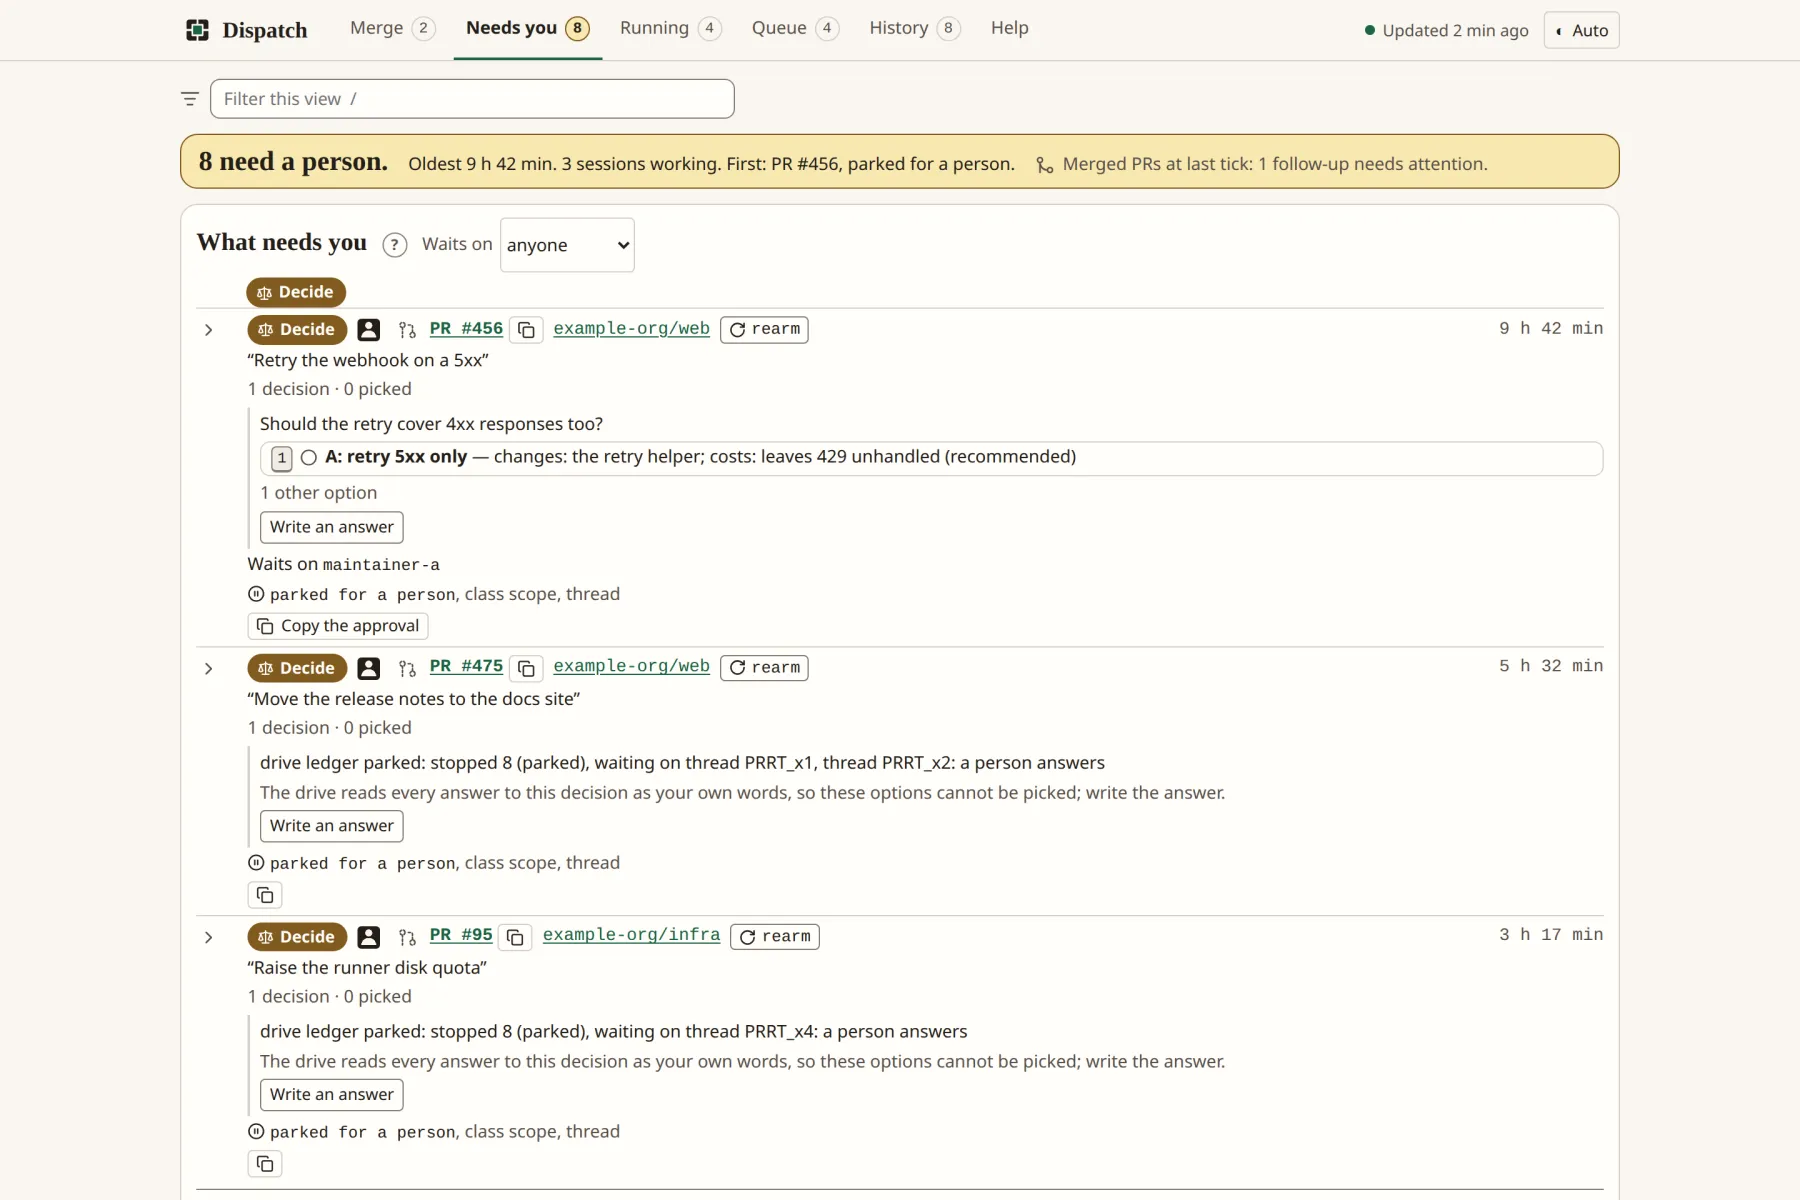 Dispatch Merge 2 Needs you 8 Running 4 Queue 4 History 8 Help Updated 2 min ago Auto
Filter this view /
8 need a person. Oldest 9 h 42 min. 3 sessions working. First: PR #456, parked for a person. Merged PRs at last tick: 1 follow-up needs attention.
What needs you ? Waits on anyone
Decide
Decide PR #456 example-org/web rearm 9 h 42 min
“Retry the webhook on a 5xx”
1 decision · 0 picked
Should the retry cover 4xx responses too?
1 A: retry 5xx only — changes: the retry helper; costs: leaves 429 unhandled (recommended)
1 other option
Write an answer
Waits on maintainer-a
parked for a person, class scope, thread
Copy the approval
Decide PR #475 example-org/web rearm 5 h 32 min
“Move the release notes to the docs site”
1 decision · 0 picked
drive ledger parked: stopped 8 (parked), waiting on thread PRRT_x1, thread PRRT_x2: a person answers
The drive reads every answer to this decision as your own words, so these options cannot be picked; write the answer.
Write an answer
parked for a person, class scope, thread
Decide PR #95 example-org/infra rearm 3 h 17 min
“Raise the runner disk quota”
1 decision · 0 picked
drive ledger parked: stopped 8 (parked), waiting on thread PRRT_x4: a person answers
The drive reads every answer to this decision as your own words, so these options cannot be picked; write the answer.
Write an answer
parked for a person, class scope, thread